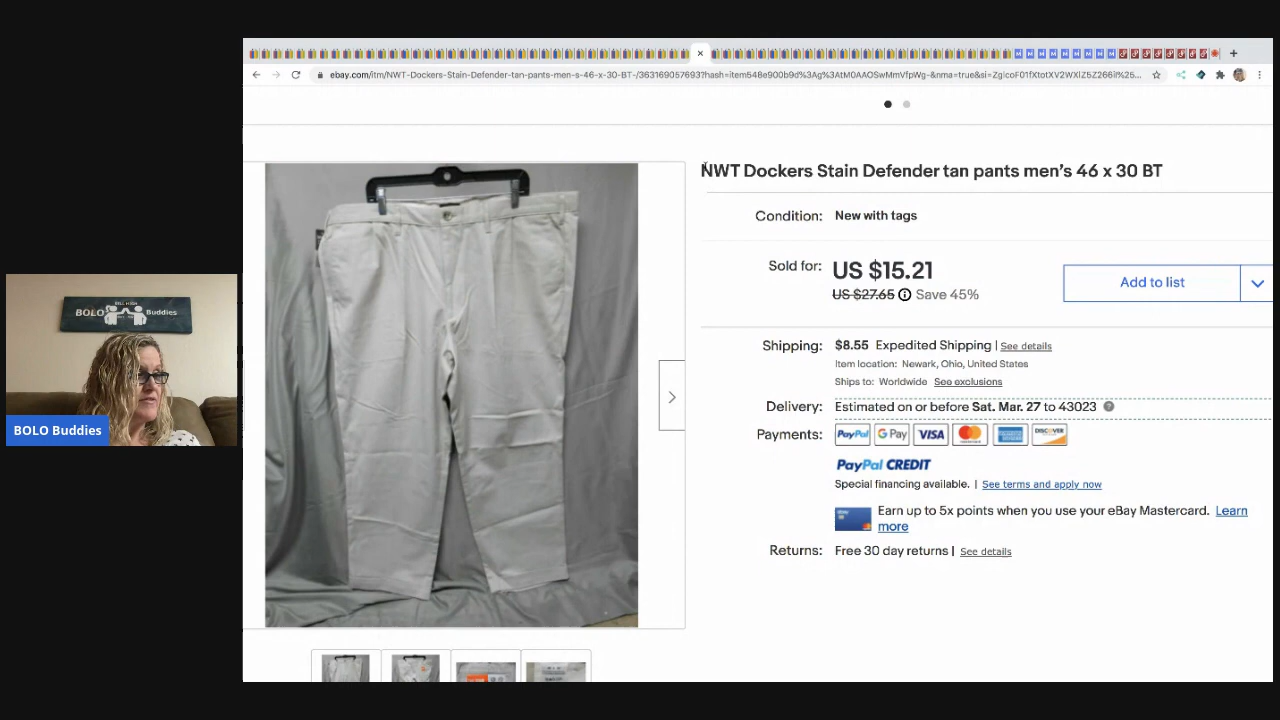 ebay.com/itm/NWT-Dockers-Stain-Defender-tan-pants-men-s-46-x-30-BT-/363169057693?hash=item548e900b9d%3Ag%3AtM0AAOSwMmVfpWg-&nma=true&si=ZgicoF01fXtotXV2WXlZ5Z266iI%25...
NWT Dockers Stain Defender tan pants men's 46 x 30 BT
Condition: New with tags
Sold for: US $15.21
US $27.65 Save 45%
Add to list
Shipping: $8.55 Expedited Shipping | See details
Item location: Newark, Ohio, United States
Ships to: Worldwide See exclusions
Delivery: Estimated on or before Sat. Mar. 27 to 43023
Payments: PayPal G Pay VISA DISCOVER
PayPal CREDIT
Special financing available. | See terms and apply now
Earn up to 5x points when you use your eBay Mastercard. Learn
more
Returns: Free 30 day returns | See details
BOLO Buddies
BOLO Buddies